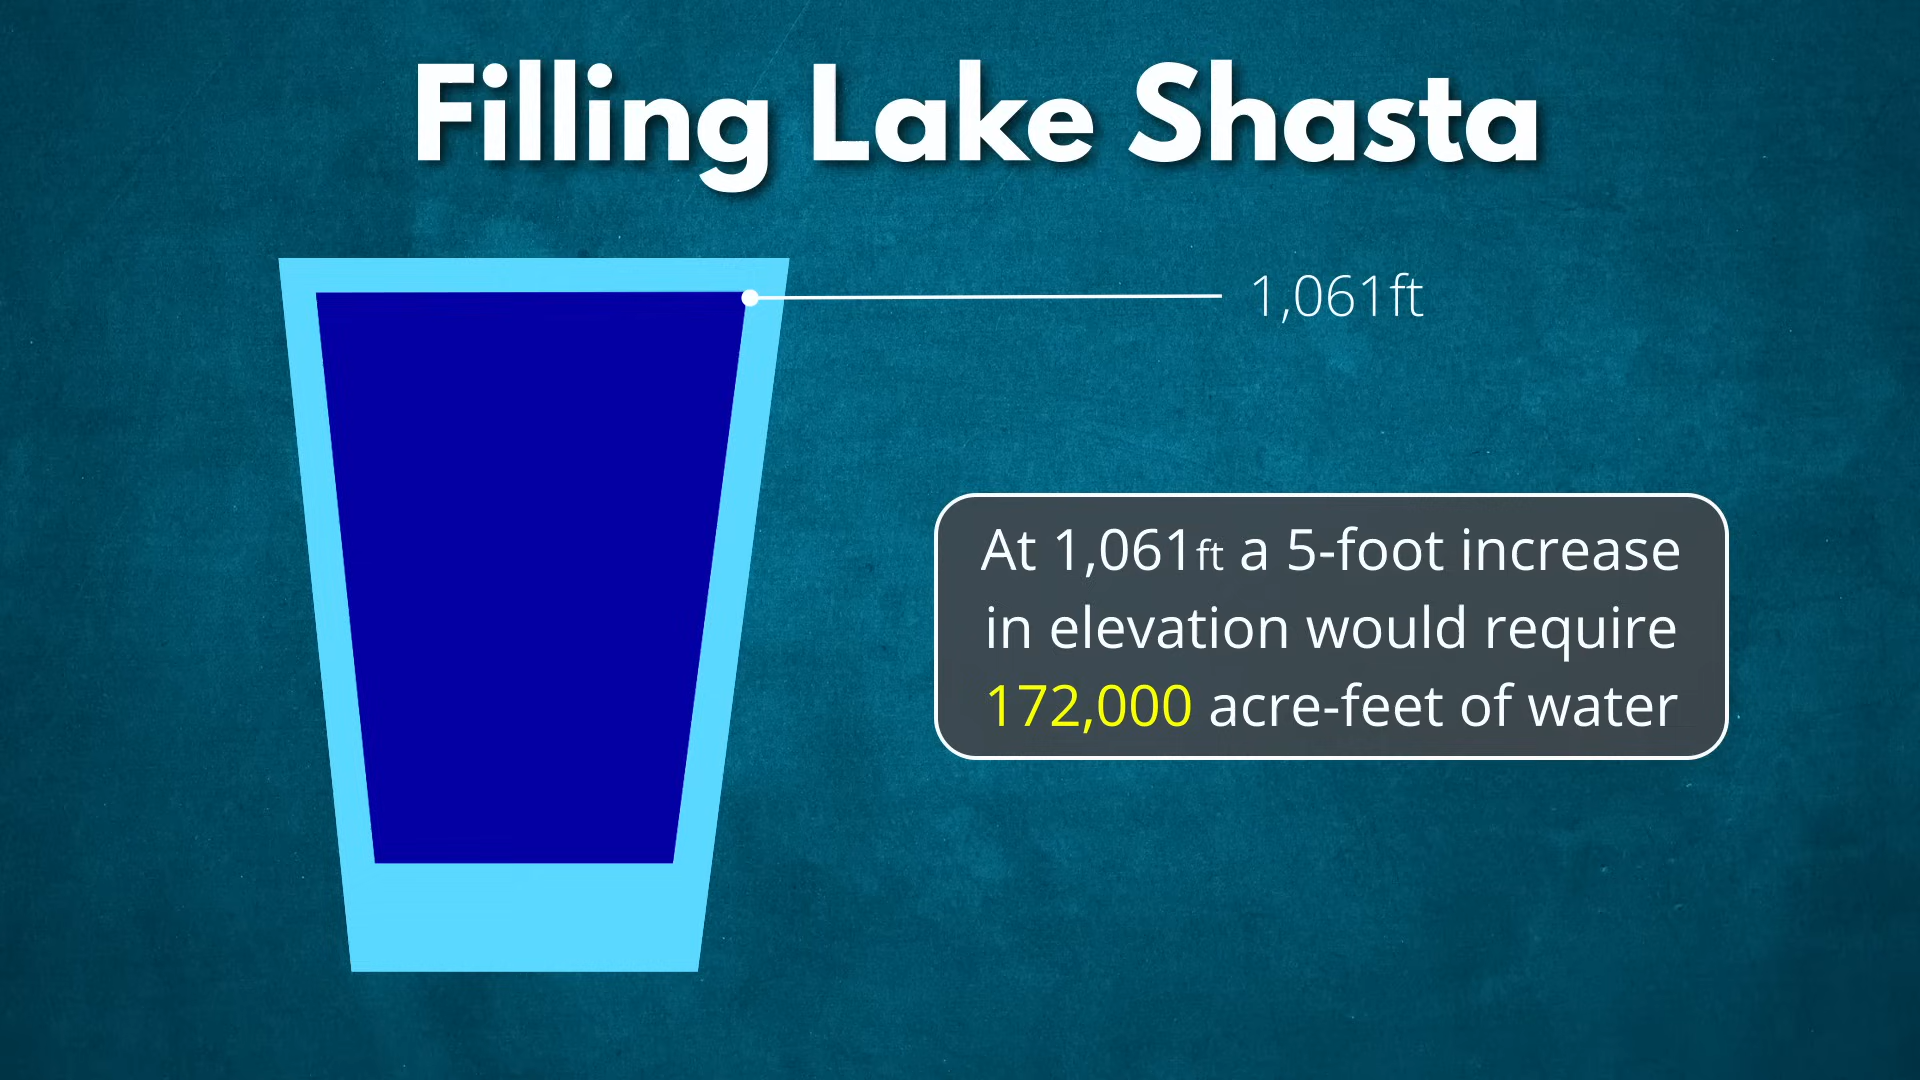 Filling Lake Shasta
1,061ft
At 1,061ft a 5-foot increase
in elevation would require
172,000 acre-feet of water